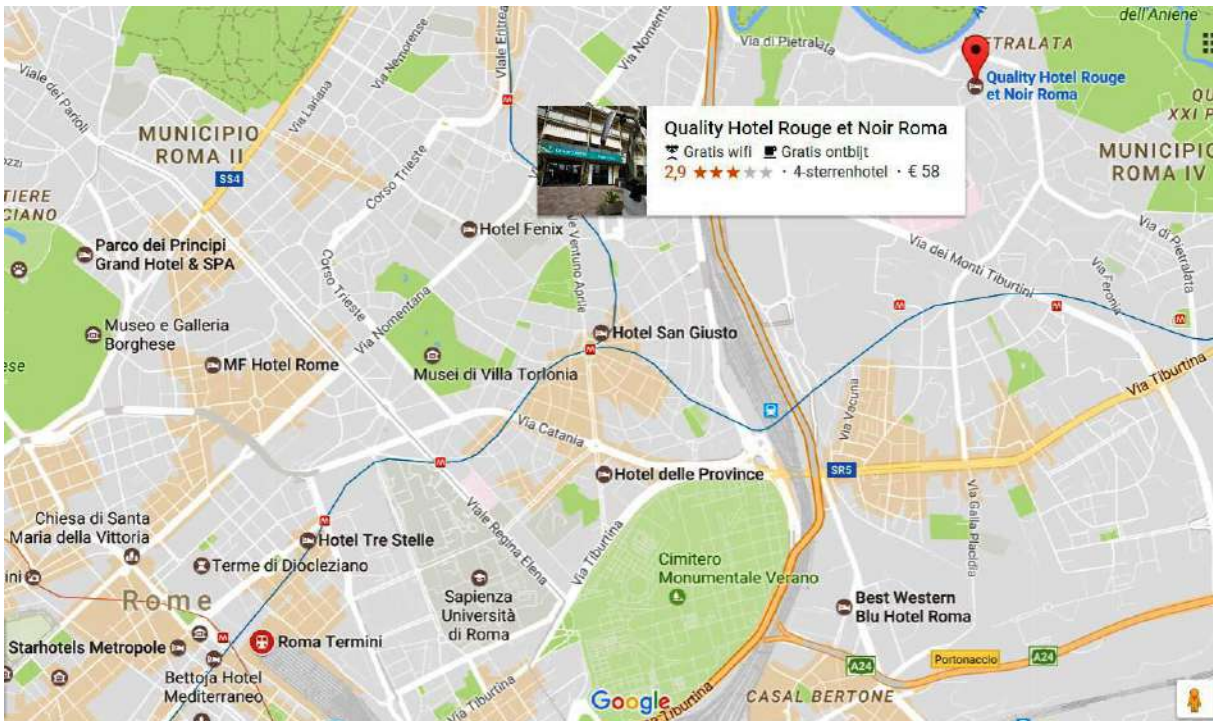 dell'Aniene
Via di Pietralata
Viale Eritrea
Via Nemorense
Viale dei Parioli
Via Lariana
Quality Hotel Rouge
et Noir Roma
Quality Hotel Rouge et Noir Roma
Gratis wifi Gratis ontbijt
2,9 · 4-sterrenhotel · € 58
MUNICIPIO
ROMA II
SS4
MUNICIPIO
ROMA IV
Corso Trieste
Hotel Fenix
Parco dei Principi
Grand Hotel & SPA
Corso Trieste
Via Nomentana
Via dei Monti Tiburtini
Via di Pietralata
Via Feronia
Museo e Galleria
Borghese
MF Hotel Rome
Hotel San Giusto
Musei di Villa Torlonia
Via Tiburtina
Via Vacuna
Via Catania
Hotel delle Province
SR5
Via Galla Placidia
Chiesa di Santa
Maria della Vittoria
Hotel Tre Stelle
Viale Regina Elena
Via Tiburtina
Terme di Diocleziano
Cimitero
Monumentale Verano
Rome
Sapienza
Università
di Roma
Best Western
Blu Hotel Roma
Starhotels Metropole
Roma Termini
Bettoja Hotel
Mediterraneo
A24
Portonaccio
A24
Via Tiburtina
Google
CASAL BERTONE